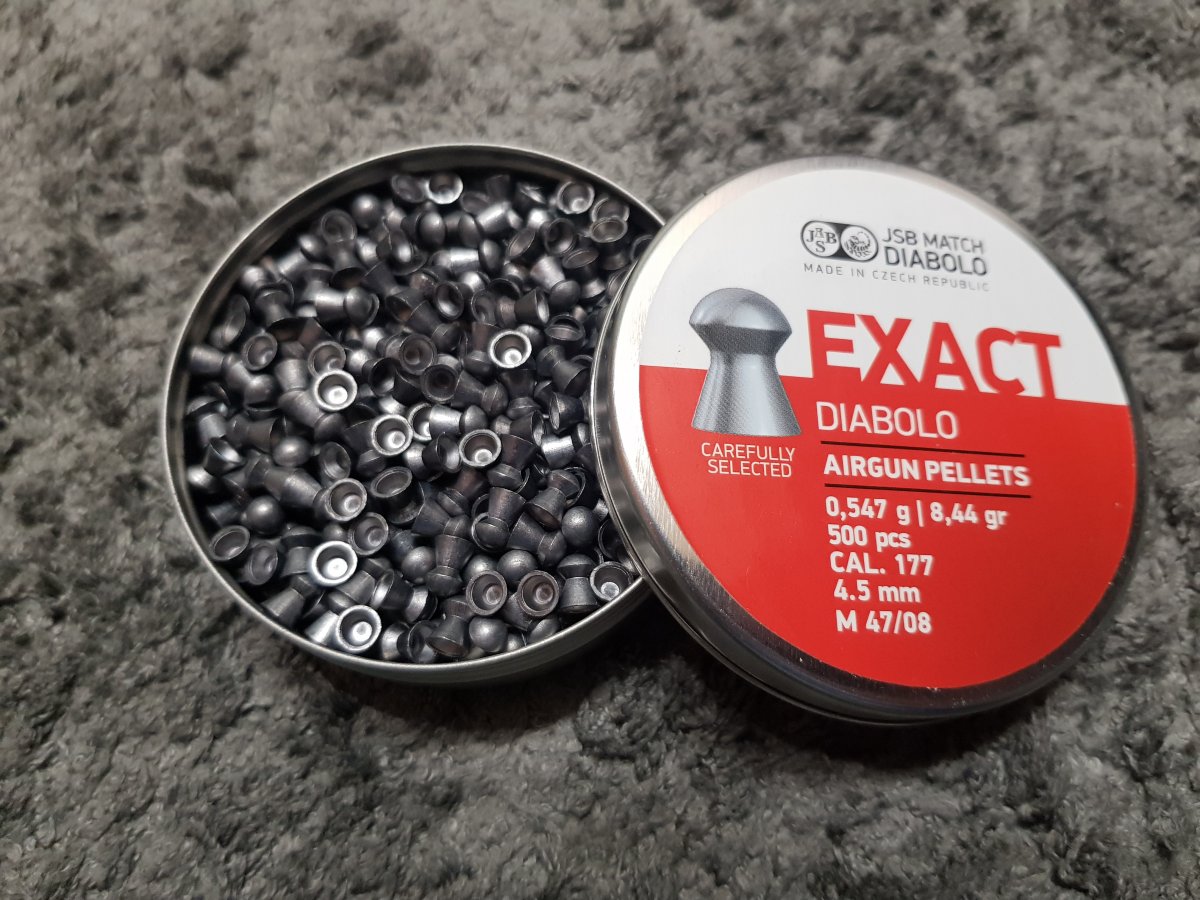 JSB
JSB MATCH
DIABOLO
MADE IN CZECH REPUBLIC
EXACT
DIABOLO
CAREFULLY
SELECTED
AIRGUN PELLETS
0,547 g | 8,44 gr
500 pcs
CAL. 177
4.5 mm
M 47/08